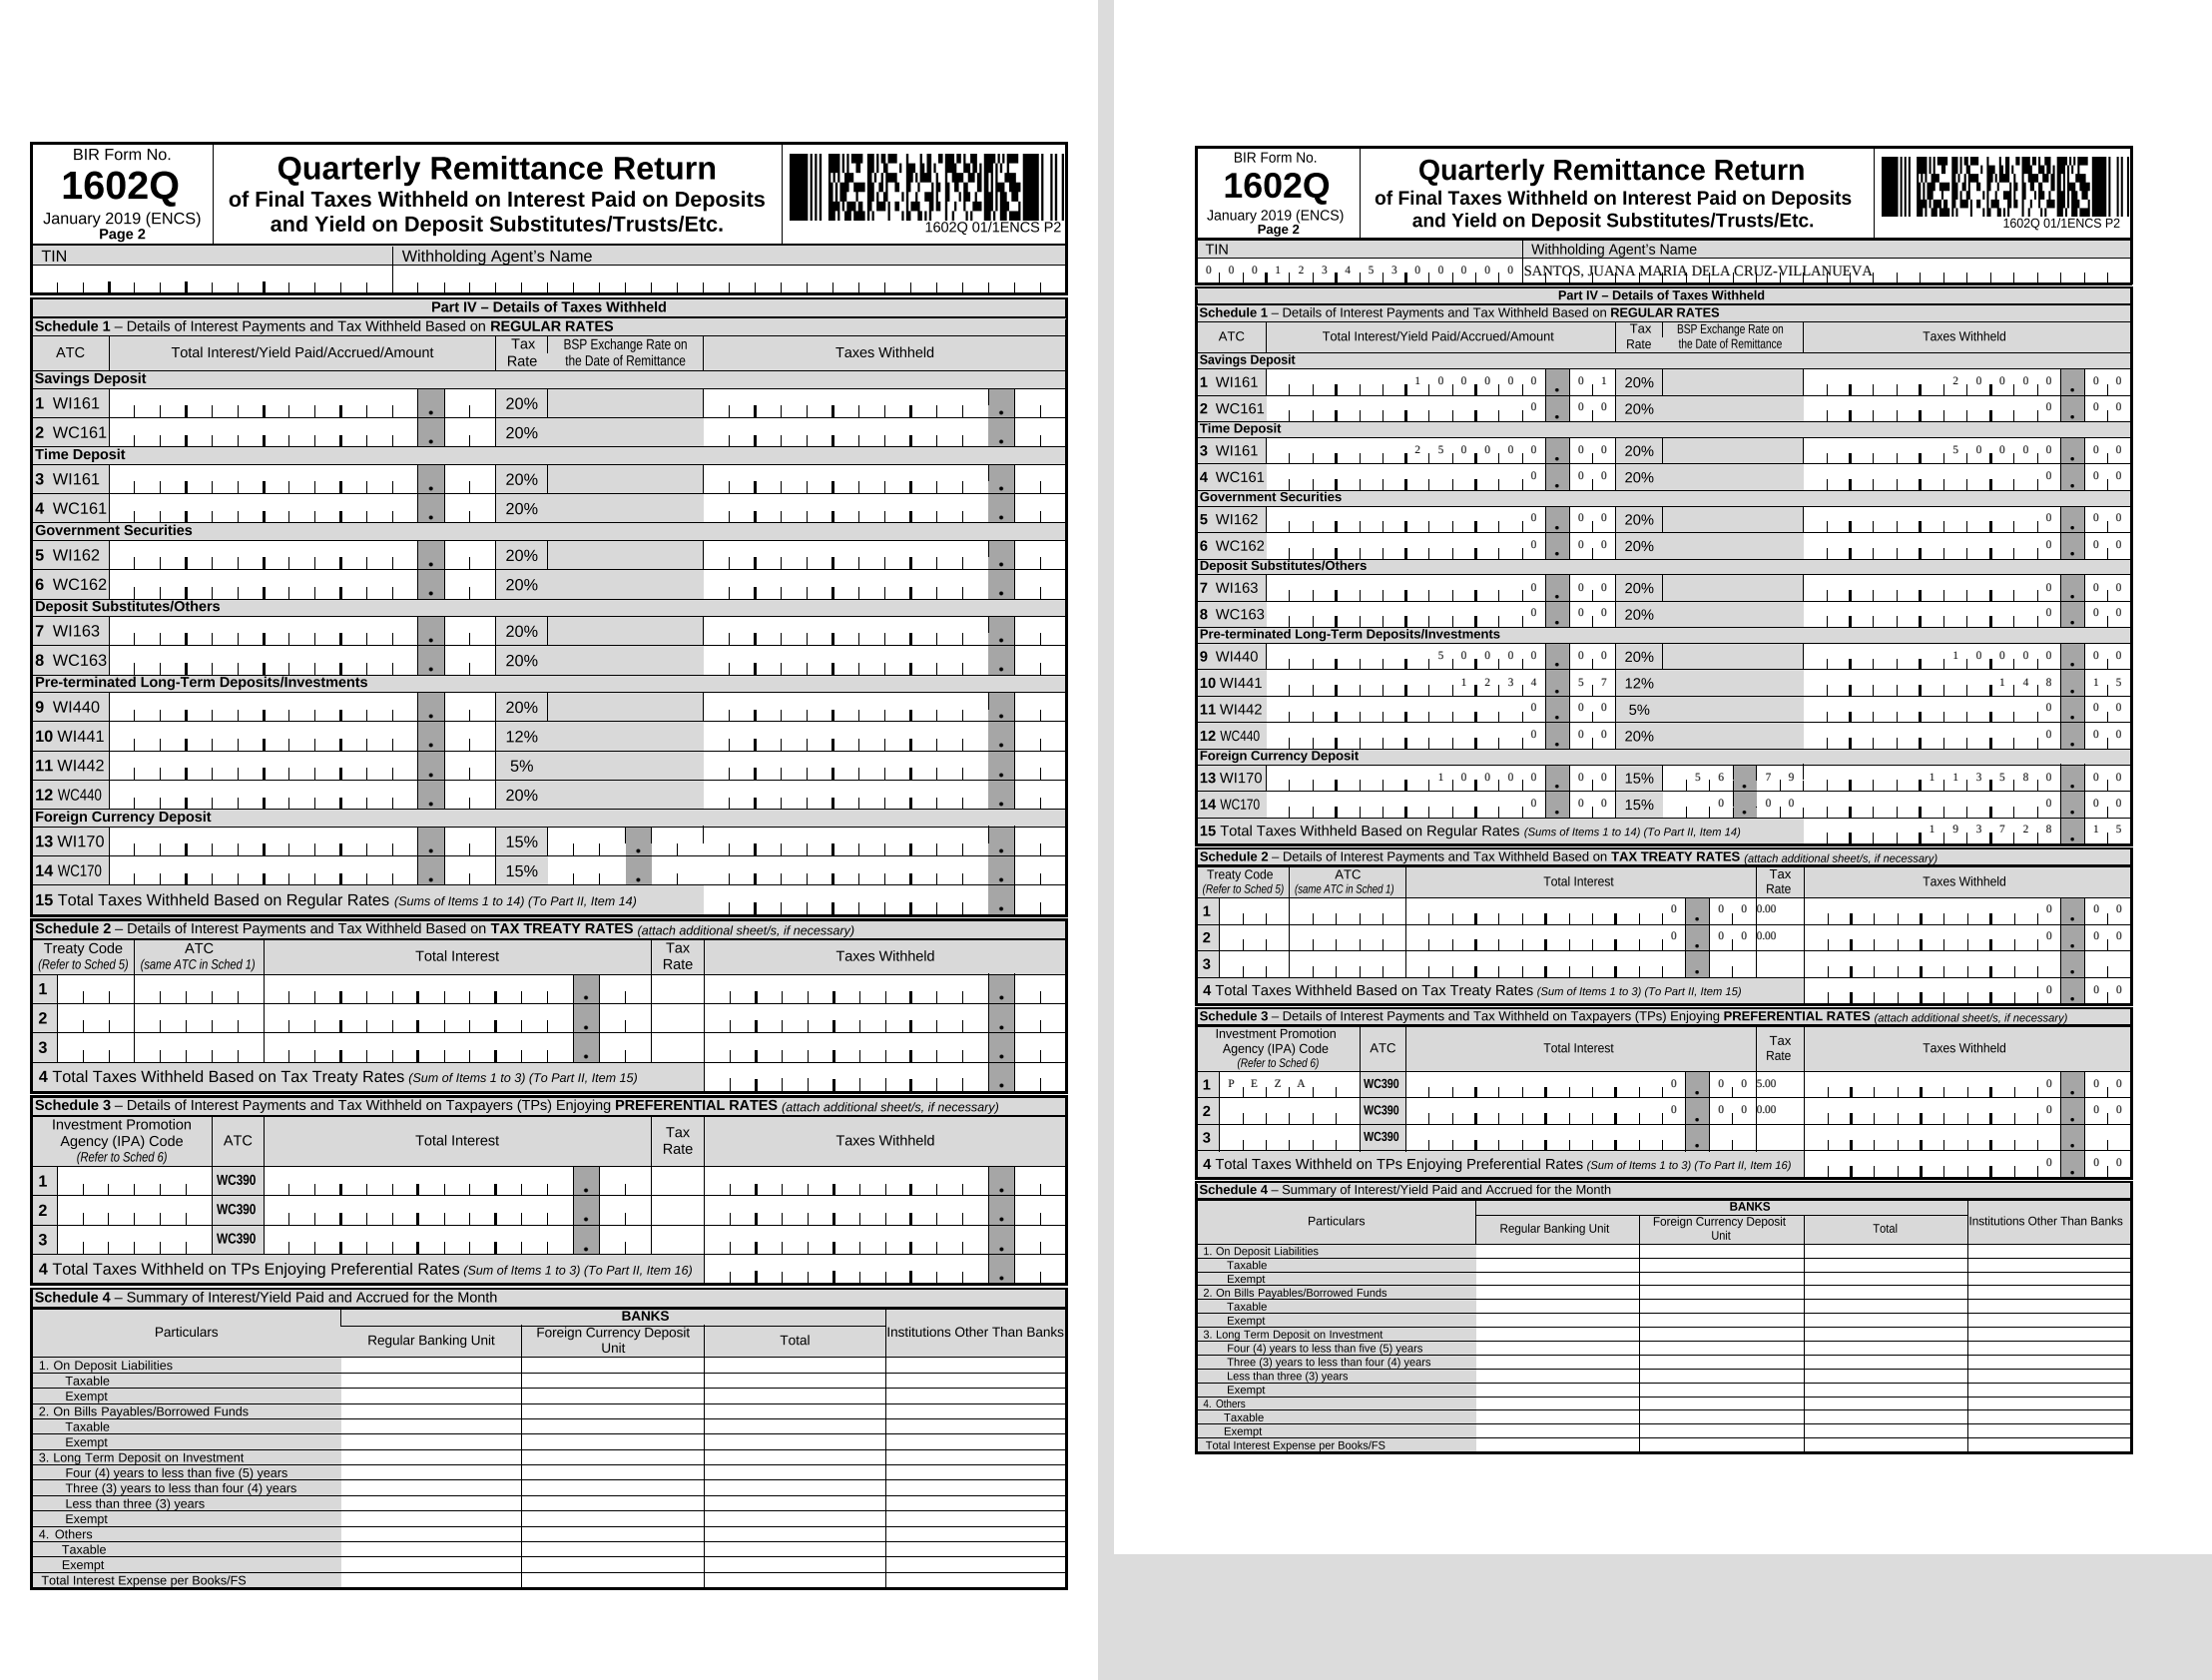 BIR Form No.
1602Q
January 2019 (ENCS)
Page 2
Quarterly Remittance Return
of Final Taxes Withheld on Interest Paid on Deposits
and Yield on Deposit Substitutes/Trusts/Etc.
1602Q 01/1ENCS P2
TIN Withholding Agent's Name
Part IV – Details of Taxes Withheld
Schedule 1 – Details of Interest Payments and Tax Withheld Based on REGULAR RATES
ATC Total Interest/Yield Paid/Accrued/Amount Tax Rate BSP Exchange Rate on the Date of Remittance Taxes Withheld
Savings Deposit
1 WI161 . 20% .
2 WC161 . 20% .
Time Deposit
3 WI161 . 20% .
4 WC161 . 20% .
Government Securities
5 WI162 . 20% .
6 WC162 . 20% .
Deposit Substitutes/Others
7 WI163 . 20% .
8 WC163 . 20% .
Pre-terminated Long-Term Deposits/Investments
9 WI440 . 20% .
10 WI441 . 12% .
11 WI442 . 5% .
12 WC440 . 20% .
Foreign Currency Deposit
13 WI170 . 15% . .
14 WC170 . 15% . .
15 Total Taxes Withheld Based on Regular Rates (Sums of Items 1 to 14) (To Part II, Item 14) .
Schedule 2 – Details of Interest Payments and Tax Withheld Based on TAX TREATY RATES (attach additional sheet/s, if necessary)
Treaty Code (Refer to Sched 5) ATC (same ATC in Sched 1) Total Interest Tax Rate Taxes Withheld
1 . .
2 . .
3 . .
4 Total Taxes Withheld Based on Tax Treaty Rates (Sum of Items 1 to 3) (To Part II, Item 15) .
Schedule 3 – Details of Interest Payments and Tax Withheld on Taxpayers (TPs) Enjoying PREFERENTIAL RATES (attach additional sheet/s, if necessary)
Investment Promotion Agency (IPA) Code (Refer to Sched 6) ATC Total Interest Tax Rate Taxes Withheld
1 WC390 . .
2 WC390 . .
3 WC390 . .
4 Total Taxes Withheld on TPs Enjoying Preferential Rates (Sum of Items 1 to 3) (To Part II, Item 16) .
Schedule 4 – Summary of Interest/Yield Paid and Accrued for the Month
Particulars BANKS Institutions Other Than Banks
Regular Banking Unit Foreign Currency Deposit Unit Total
1. On Deposit Liabilities
Taxable
Exempt
2. On Bills Payables/Borrowed Funds
Taxable
Exempt
3. Long Term Deposit on Investment
Four (4) years to less than five (5) years
Three (3) years to less than four (4) years
Less than three (3) years
Exempt
4. Others
Taxable
Exempt
Total Interest Expense per Books/FS
BIR Form No.
1602Q
January 2019 (ENCS)
Page 2
Quarterly Remittance Return
of Final Taxes Withheld on Interest Paid on Deposits
and Yield on Deposit Substitutes/Trusts/Etc.
1602Q 01/1ENCS P2
TIN Withholding Agent's Name
0 0 0 1 2 3 4 5 3 0 0 0 0 0 SANTOS, JUANA MARIA DELA CRUZ-VILLANUEVA
Part IV – Details of Taxes Withheld
Schedule 1 – Details of Interest Payments and Tax Withheld Based on REGULAR RATES
ATC Total Interest/Yield Paid/Accrued/Amount Tax Rate BSP Exchange Rate on the Date of Remittance Taxes Withheld
Savings Deposit
1 WI161 1 0 0 0 0 0 . 0 1 20% 2 0 0 0 0 . 0 0
2 WC161 0 . 0 0 20% 0 . 0 0
Time Deposit
3 WI161 2 5 0 0 0 0 . 0 0 20% 5 0 0 0 0 . 0 0
4 WC161 0 . 0 0 20% 0 . 0 0
Government Securities
5 WI162 0 . 0 0 20% 0 . 0 0
6 WC162 0 . 0 0 20% 0 . 0 0
Deposit Substitutes/Others
7 WI163 0 . 0 0 20% 0 . 0 0
8 WC163 0 . 0 0 20% 0 . 0 0
Pre-terminated Long-Term Deposits/Investments
9 WI440 5 0 0 0 0 . 0 0 20% 1 0 0 0 0 . 0 0
10 WI441 1 2 3 4 . 5 7 12% 1 4 8 . 1 5
11 WI442 0 . 0 0 5% 0 . 0 0
12 WC440 0 . 0 0 20% 0 . 0 0
Foreign Currency Deposit
13 WI170 1 0 0 0 0 . 0 0 15% 5 6 . 7 9 1 1 3 5 8 0 . 0 0
14 WC170 0 . 0 0 15% 0 . 0 0 0 . 0 0
15 Total Taxes Withheld Based on Regular Rates (Sums of Items 1 to 14) (To Part II, Item 14) 1 9 3 7 2 8 . 1 5
Schedule 2 – Details of Interest Payments and Tax Withheld Based on TAX TREATY RATES (attach additional sheet/s, if necessary)
Treaty Code (Refer to Sched 5) ATC (same ATC in Sched 1) Total Interest Tax Rate Taxes Withheld
1 0 . 0 0 0.00 0 . 0 0
2 0 . 0 0 0.00 0 . 0 0
3 . .
4 Total Taxes Withheld Based on Tax Treaty Rates (Sum of Items 1 to 3) (To Part II, Item 15) 0 . 0 0
Schedule 3 – Details of Interest Payments and Tax Withheld on Taxpayers (TPs) Enjoying PREFERENTIAL RATES (attach additional sheet/s, if necessary)
Investment Promotion Agency (IPA) Code (Refer to Sched 6) ATC Total Interest Tax Rate Taxes Withheld
1 P E Z A WC390 0 . 0 0 5.00 0 . 0 0
2 WC390 0 . 0 0 0.00 0 . 0 0
3 WC390 . .
4 Total Taxes Withheld on TPs Enjoying Preferential Rates (Sum of Items 1 to 3) (To Part II, Item 16) 0 . 0 0
Schedule 4 – Summary of Interest/Yield Paid and Accrued for the Month
Particulars BANKS Institutions Other Than Banks
Regular Banking Unit Foreign Currency Deposit Unit Total
1. On Deposit Liabilities
Taxable
Exempt
2. On Bills Payables/Borrowed Funds
Taxable
Exempt
3. Long Term Deposit on Investment
Four (4) years to less than five (5) years
Three (3) years to less than four (4) years
Less than three (3) years
Exempt
4. Others
Taxable
Exempt
Total Interest Expense per Books/FS